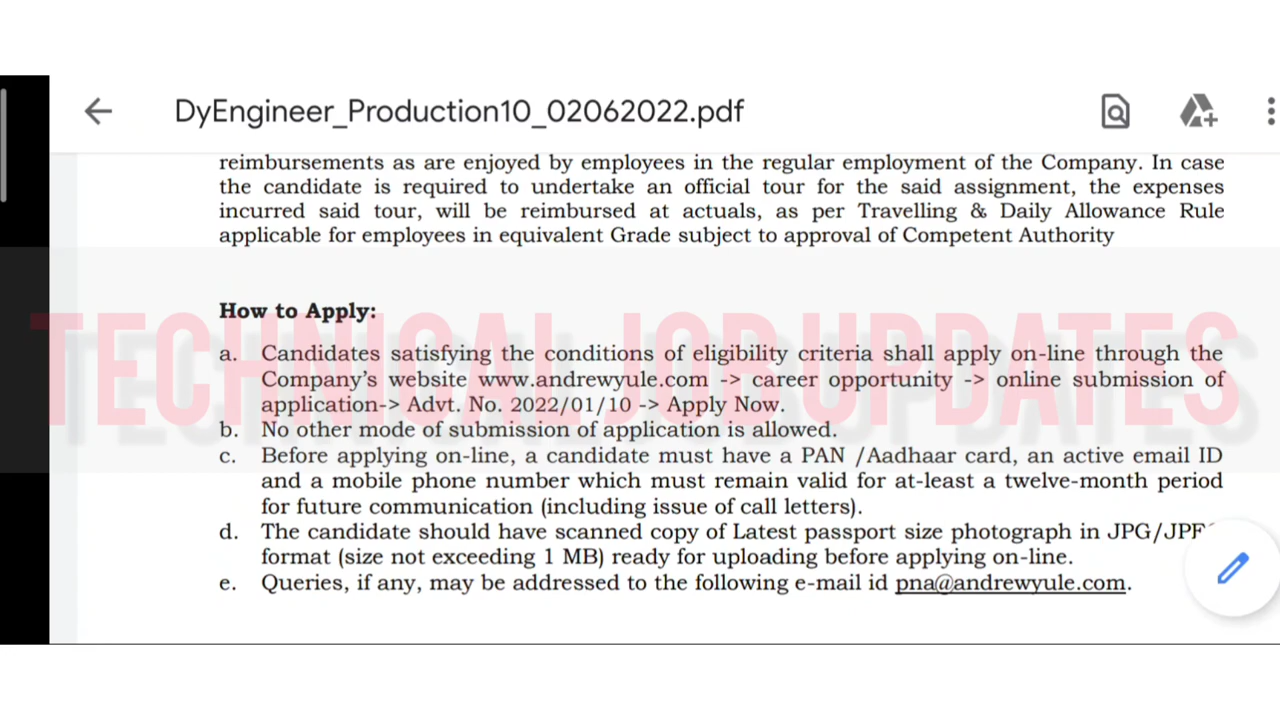 DyEngineer_Production10_02062022.pdf
reimbursements as are enjoyed by employees in the regular employment of the Company. In case
the candidate is required to undertake an official tour for the said assignment, the expenses
incurred said tour, will be reimbursed at actuals, as per Travelling & Daily Allowance Rule
applicable for employees in equivalent Grade subject to approval of Competent Authority
How to Apply:
TECHNICAL JOB UPDATES
a. Candidates satisfying the conditions of eligibility criteria shall apply on-line through the
Company's website www.andrewyule.com -> career opportunity -> online submission of
application-> Advt. No. 2022/01/10 -> Apply Now.
b. No other mode of submission of application is allowed.
c. Before applying on-line, a candidate must have a PAN /Aadhaar card, an active email ID
and a mobile phone number which must remain valid for at-least a twelve-month period
for future communication (including issue of call letters).
d. The candidate should have scanned copy of Latest passport size photograph in
format (size not exceeding 1 MB) ready for uploading before applying on-line.
e. Queries, if any, may be addressed to the following e-mail id pna@andrewyule.com.